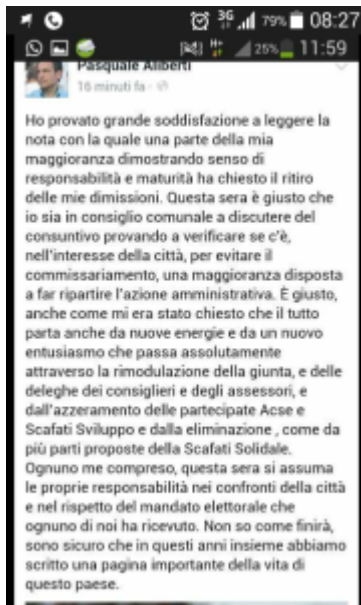 3G 79% 08:27
H+ 25% 11:59
Pasquale Aliberti
16 minuti fa
Ho provato grande soddisfazione a leggere la
nota con la quale una parte della mia
maggioranza dimostrando senso di
responsabilità e maturità ha chiesto il ritiro
delle mie dimissioni. Questa sera è giusto che
io sia in consiglio comunale a discutere del
consuntivo provando a verificare se c'è,
nell'interesse della città, per evitare il
commissariamento, una maggioranza disposta
a far ripartire l'azione amministrativa. È giusto,
anche come mi era stato chiesto che il tutto
parta anche da nuove energie e da un nuovo
entusiasmo che passa assolutamente
attraverso la rimodulazione della giunta, e delle
deleghe dei consiglieri e degli assessori, e
dall'azzeramento delle partecipate Acse e
Scafati Sviluppo e dalla eliminazione , come da
più parti proposte della Scafati Solidale.
Ognuno me compreso, questa sera si assuma
le proprie responsabilità nei confronti della città
e nel rispetto del mandato elettorale che
ognuno di noi ha ricevuto. Non so come finirà,
sono sicuro che in questi anni insieme abbiamo
scritto una pagina importante della vita di
questo paese.